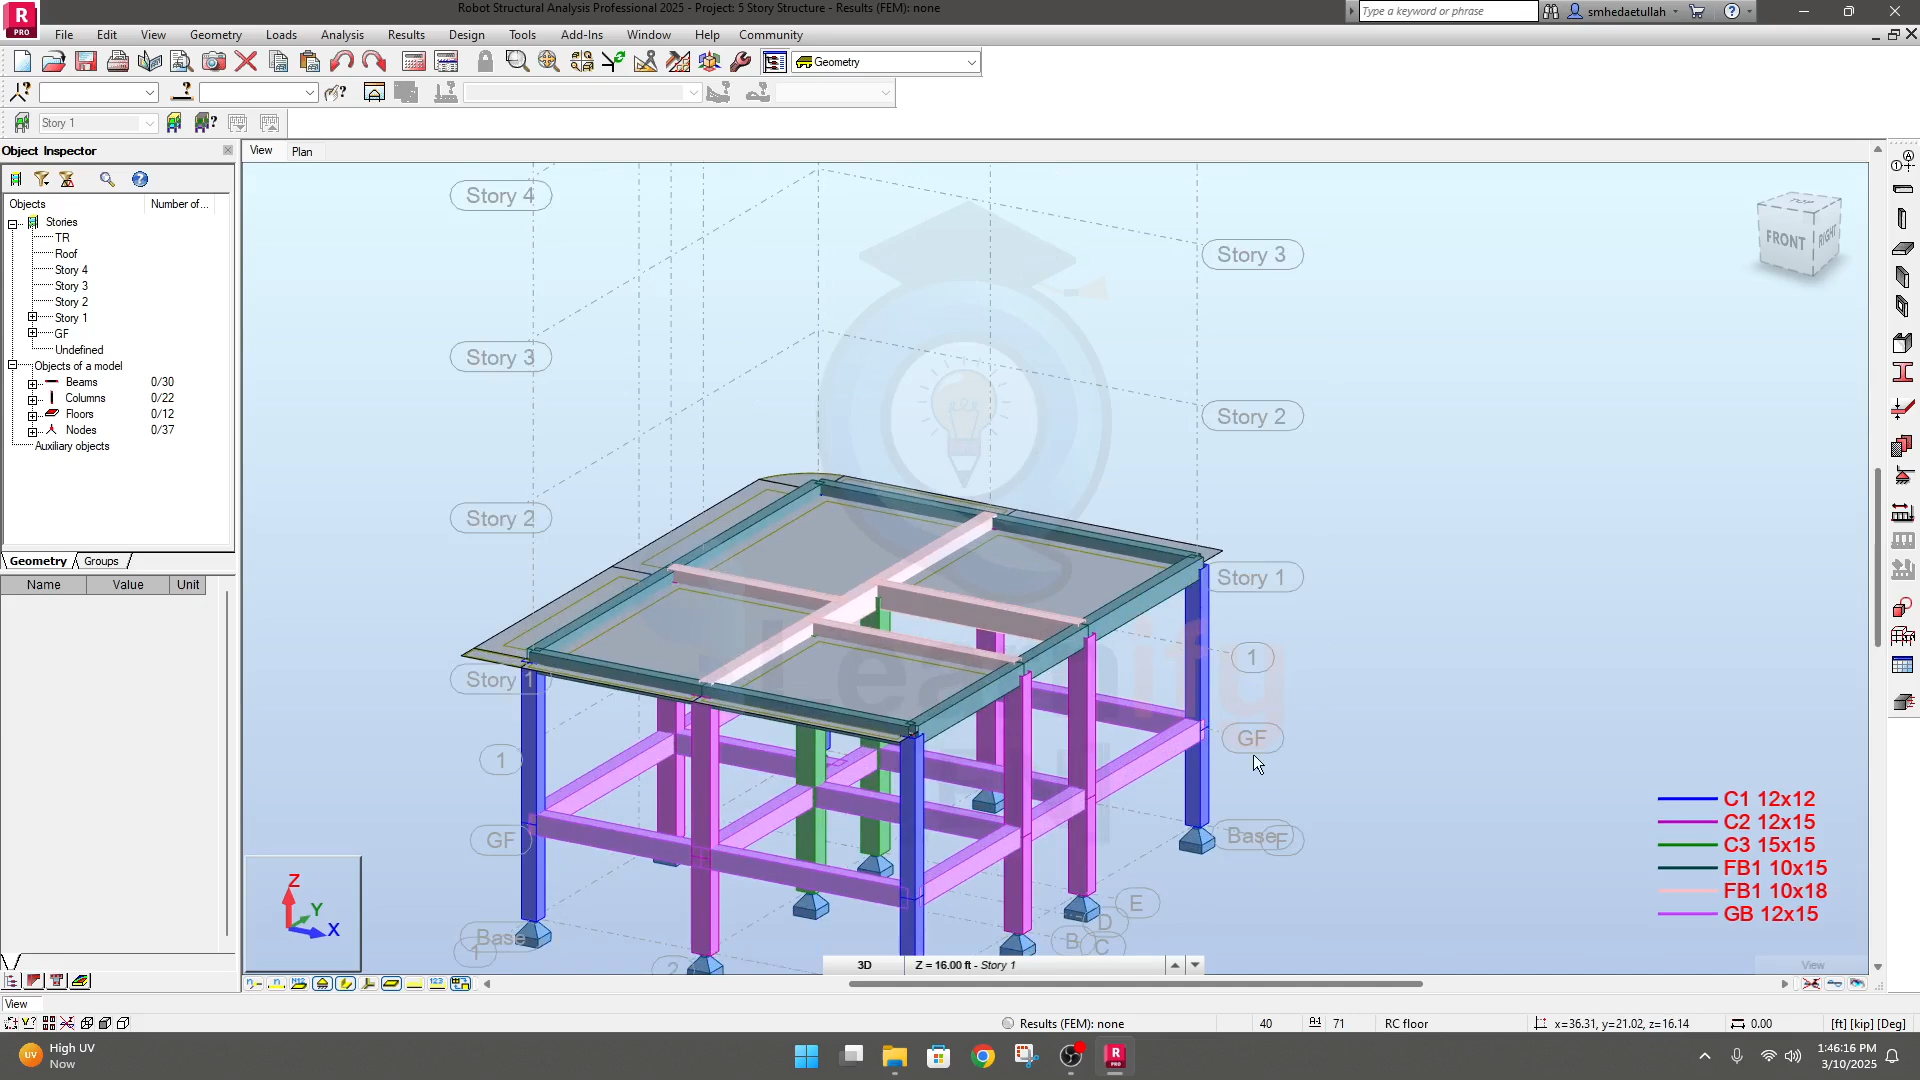 Robot Structural Analysis Professional 2025 - Project: 5 Story Structure - Results (FEM): none
Type a keyword or phrase
smhedaetullah
PRO
File Edit View Geometry Loads Analysis Results Design Tools Add-Ins Window Help Community
Geometry
Story 1
Object Inspector
View Plan
Objects Number of...
Stories
TR
Roof
Story 4
Story 3
Story 2
Story 1
GF
Undefined
Objects of a model
Beams 0/30
Columns 0/22
Floors 0/12
Nodes 0/37
Auxiliary objects
Geometry Groups
Name Value Unit
Story 4
Story 3
Story 3
Story 2
Story 2
Story 1
Story 1
1
GF
1
GF
Base
F
E
D
B
C
Base
1
2
TOP
FRONT
RIGHT
Learnify
C1 12x12
C2 12x15
C3 15x15
FB1 10x15
FB1 10x18
GB 12x15
Z
Y
X
3D Z = 16.00 ft - Story 1
View
View
Results (FEM): none
40
71
RC floor
x=36.31, y=21.02, z=16.14
0.00
[ft] [kip] [Deg]
High UV
Now
1:46:16 PM
3/10/2025